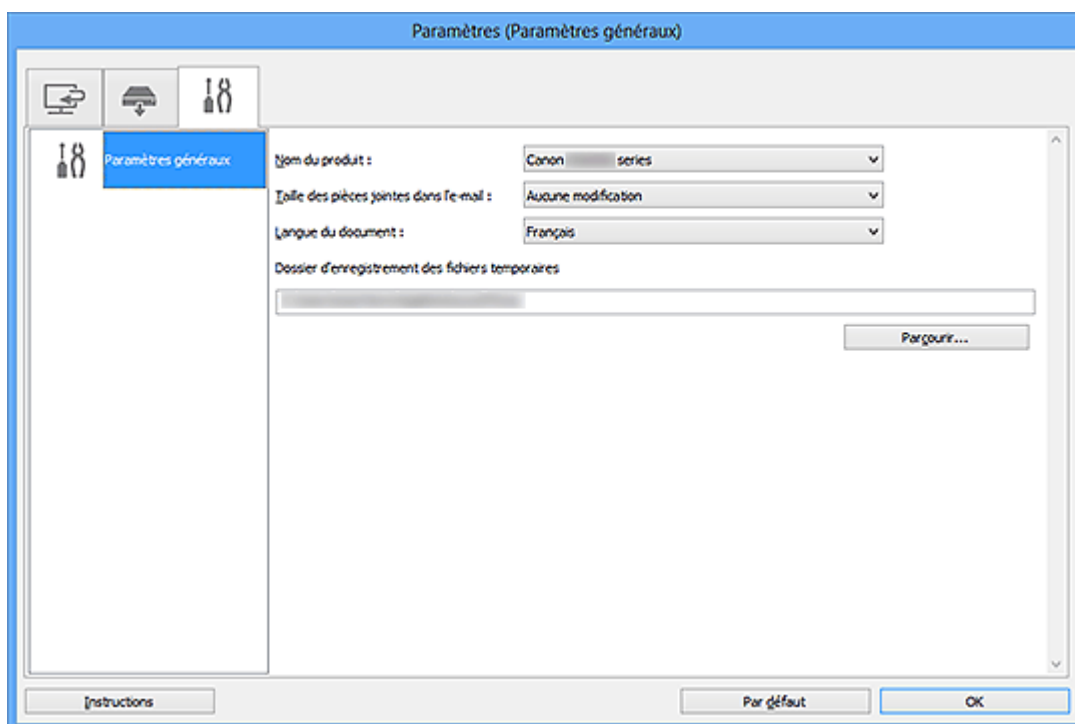 Paramètres (Paramètres généraux)
Paramètres généraux
Nom du produit :
Canon series
Taille des pièces jointes dans l'e-mail :
Aucune modification
Langue du document :
Français
Dossier d'enregistrement des fichiers temporaires
Parcourir...
Instructions
Par défaut
OK